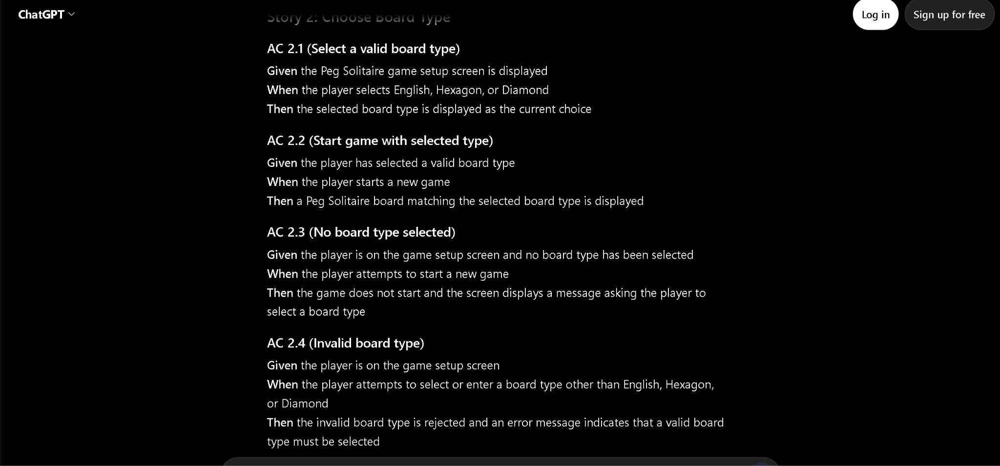 ChatGPT
Log in
Sign up for free
Story 2: Choose Board Type
AC 2.1 (Select a valid board type)
Given the Peg Solitaire game setup screen is displayed
When the player selects English, Hexagon, or Diamond
Then the selected board type is displayed as the current choice
AC 2.2 (Start game with selected type)
Given the player has selected a valid board type
When the player starts a new game
Then a Peg Solitaire board matching the selected board type is displayed
AC 2.3 (No board type selected)
Given the player is on the game setup screen and no board type has been selected
When the player attempts to start a new game
Then the game does not start and the screen displays a message asking the player to
select a board type
AC 2.4 (Invalid board type)
Given the player is on the game setup screen
When the player attempts to select or enter a board type other than English, Hexagon,
or Diamond
Then the invalid board type is rejected and an error message indicates that a valid board
type must be selected